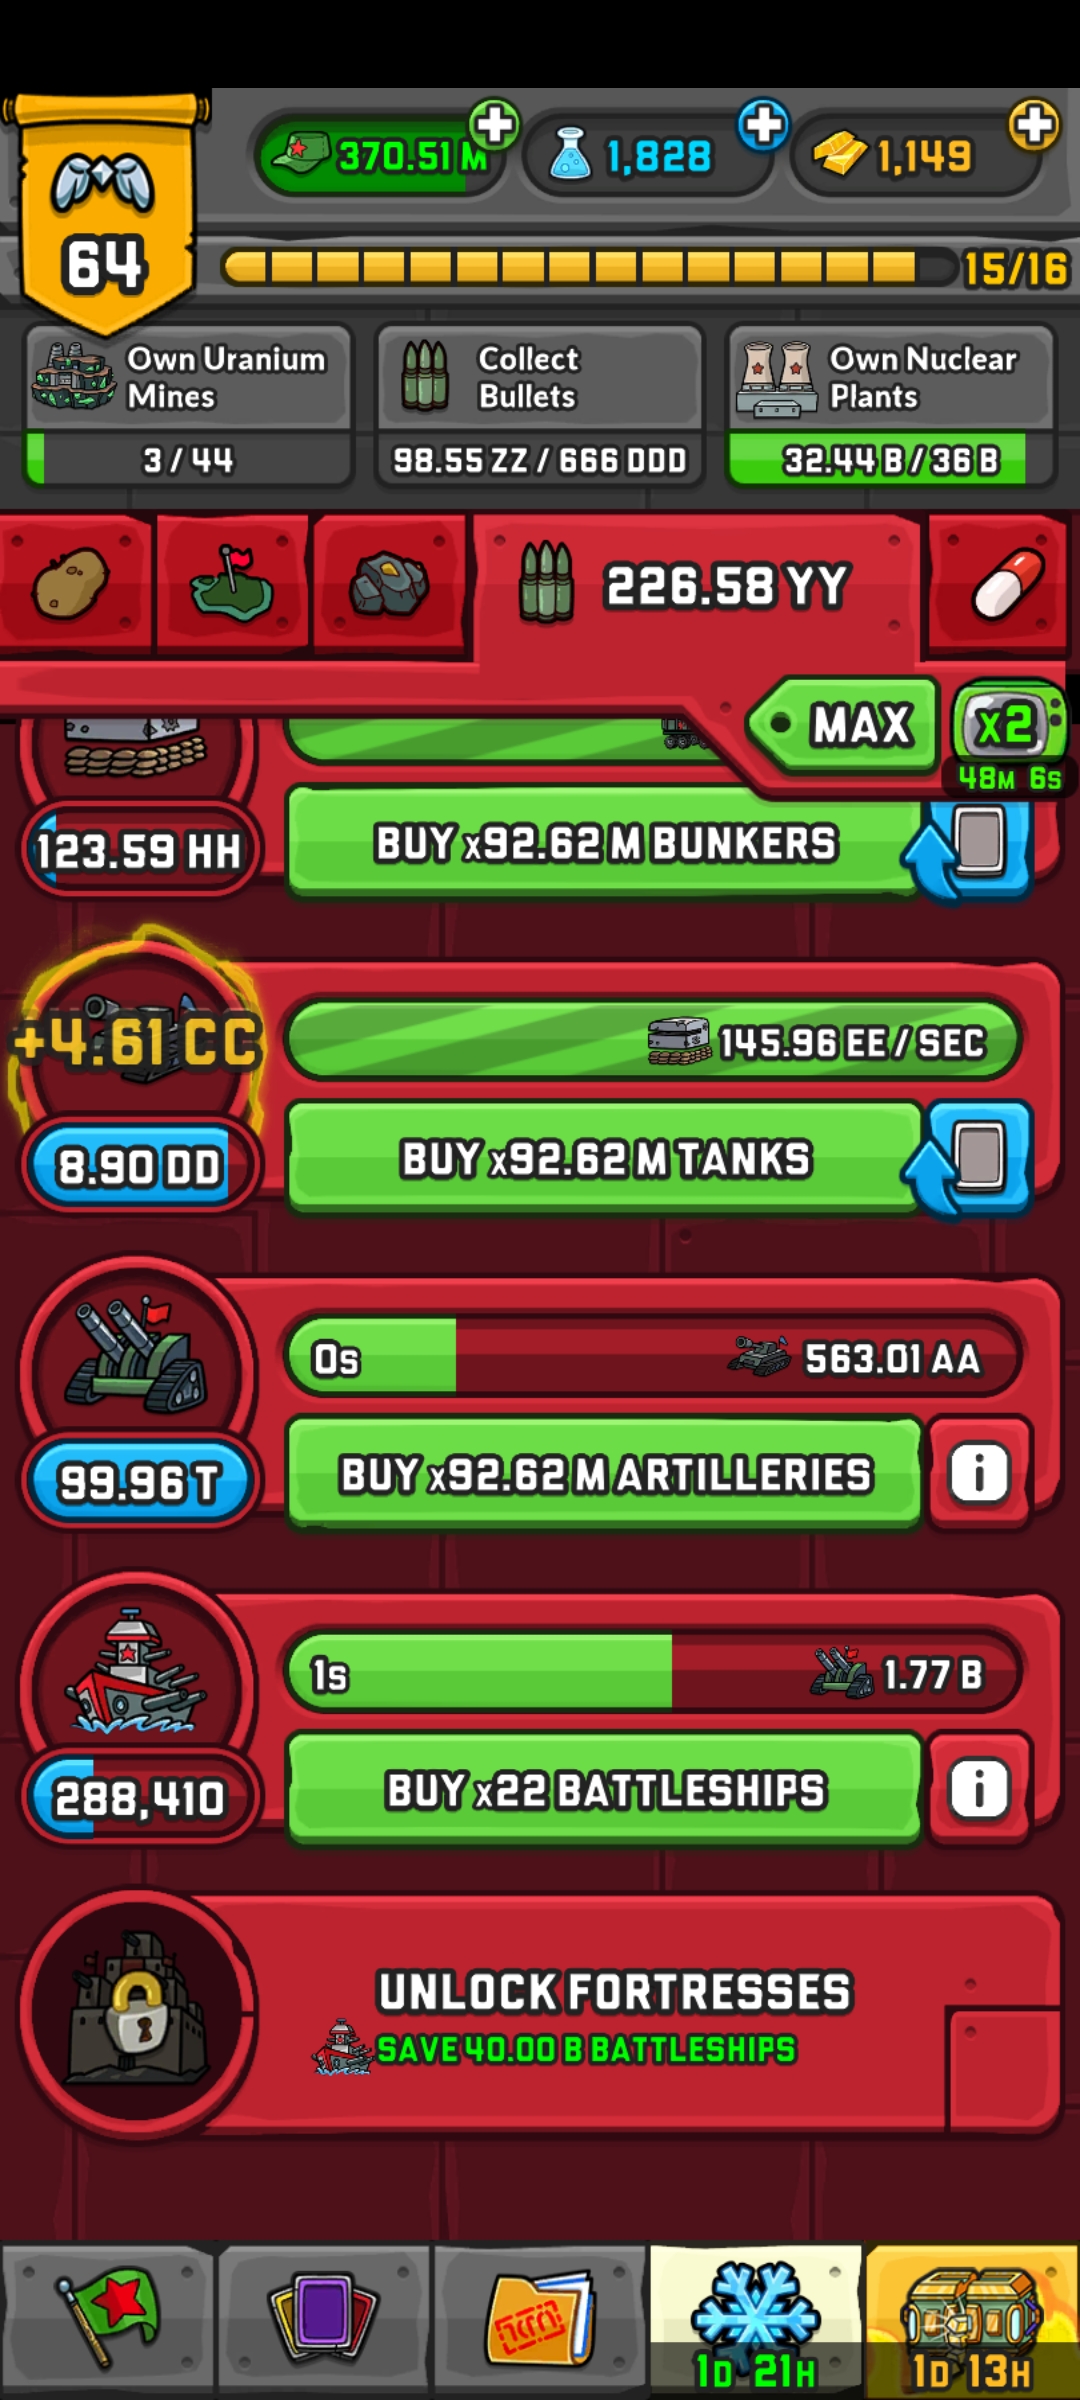 370.51 M
1,828
1,149
64
15/16
Own Uranium
Mines
3 / 44
Collect
Bullets
98.55 ZZ / 666 DDD
Own Nuclear
Plants
32.44 B / 36 B
226.58 YY
MAX
X2
48M 6S
123.59 HH
BUY x92.62 M BUNKERS
+4.61 CC
145.96 EE / SEC
8.90 DD
BUY x92.62 M TANKS
0s
563.01 AA
99.96 T
BUY x92.62 M ARTILLERIES
i
1s
1.77 B
288,410
BUY x22 BATTLESHIPS
i
UNLOCK FORTRESSES
SAVE 40.00 B BATTLESHIPS
1D 21H
1D 13H